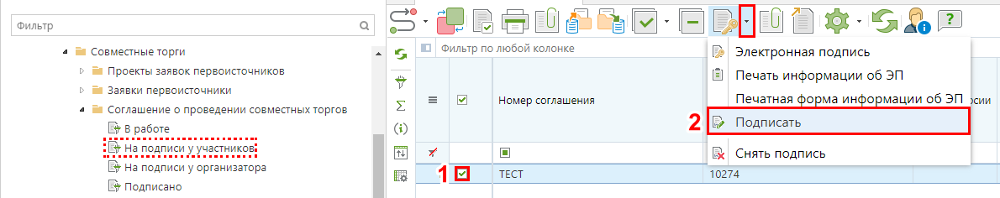 Фильтр
Совместные торги
Проекты заявок первоисточников
Заявки первоисточники
Соглашение о проведении совместных торгов
В работе
На подписи у участников
На подписи у организатора
Подписано
?
Фильтр по любой колонке
Номер соглашения
рсии
Электронная подпись
Печать информации об ЭП
Печатная форма информации об ЭП
2 Подписать
Снять подпись
1 ТЕСТ 10274